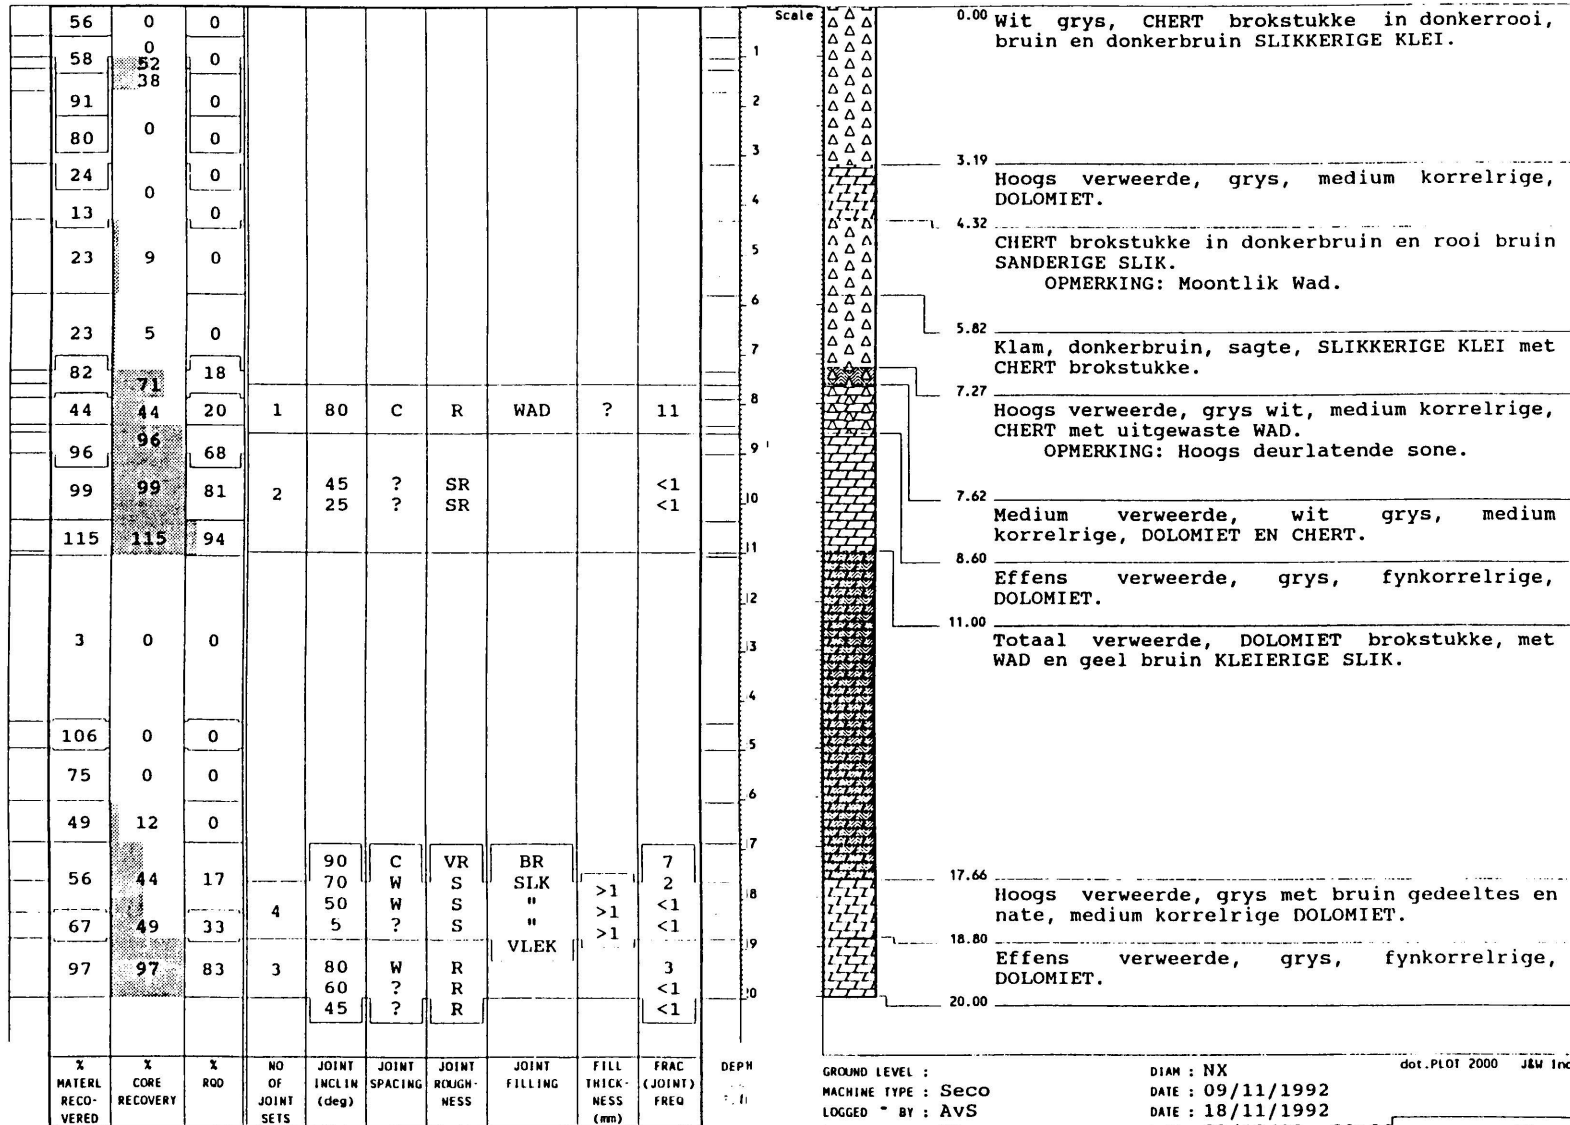 Scale
56 0 0
0
58 52 0
38
91 0
0
80 0
24 0
0
13 0
23 9 0
23 5 0
82 18
71
44 44 20 1 80 C R WAD ? 11
96
96 68
99 99 81 2 45 ? SR <1
25 ? SR <1
115 115 94
3 0 0
106 0 0
75 0 0
49 12 0
90 C VR BR 7
56 44 17 70 W S SLK >1 2
4 50 W S " >1 <1
67 49 33 5 ? S " >1 <1
VLEK
97 97 83 3 80 W R 3
60 ? R <1
45 ? R <1
1
2
3
4
5
6
7
8
9
10
11
12
13
4
5
6
7
8
9
0
0.00 Wit grys, CHERT brokstukke in donkerrooi,
bruin en donkerbruin SLIKKERIGE KLEI.
3.19
Hoogs verweerde, grys, medium korrelrige,
DOLOMIET.
4.32
CHERT brokstukke in donkerbruin en rooi bruin
SANDERIGE SLIK.
OPMERKING: Moontlik Wad.
5.82
Klam, donkerbruin, sagte, SLIKKERIGE KLEI met
CHERT brokstukke.
7.27
Hoogs verweerde, grys wit, medium korrelrige,
CHERT met uitgewaste WAD.
OPMERKING: Hoogs deurlatende sone.
7.62
Medium verweerde, wit grys, medium
korrelrige, DOLOMIET EN CHERT.
8.60
Effens verweerde, grys, fynkorrelrige,
DOLOMIET.
11.00
Totaal verweerde, DOLOMIET brokstukke, met
WAD en geel bruin KLEIERIGE SLIK.
17.66
Hoogs verweerde, grys met bruin gedeeltes en
nate, medium korrelrige DOLOMIET.
18.80
Effens verweerde, grys, fynkorrelrige,
DOLOMIET.
20.00
% MATERL RECO- VERED
% CORE RECOVERY
% RQD
NO OF JOINT SETS
JOINT INCLIN (deg)
JOINT SPACING
JOINT ROUGH- NESS
JOINT FILLING
FILL THICK- NESS (mm)
FRAC (JOINT) FREQ
DEPH
GROUND LEVEL : DIAM : NX dot.PLOT 2000 J&W Inc
MACHINE TYPE : Seco DATE : 09/11/1992
LOGGED " BY : AvS DATE : 18/11/1992